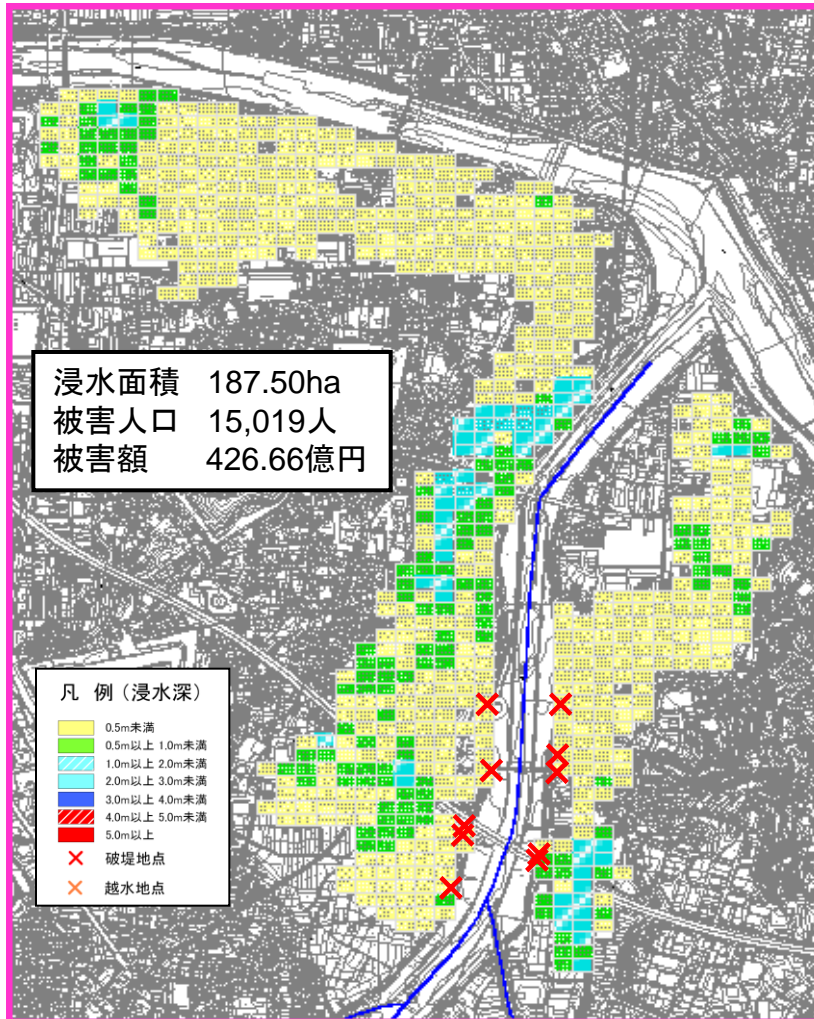 浸水面積 187.50ha
被害人口 15,019人
被害額 426.66億円
凡 例（浸水深）
0.5m未満
0.5m以上 1.0m未満
1.0m以上 2.0m未満
2.0m以上 3.0m未満
3.0m以上 4.0m未満
4.0m以上 5.0m未満
5.0m以上
破堤地点
越水地点